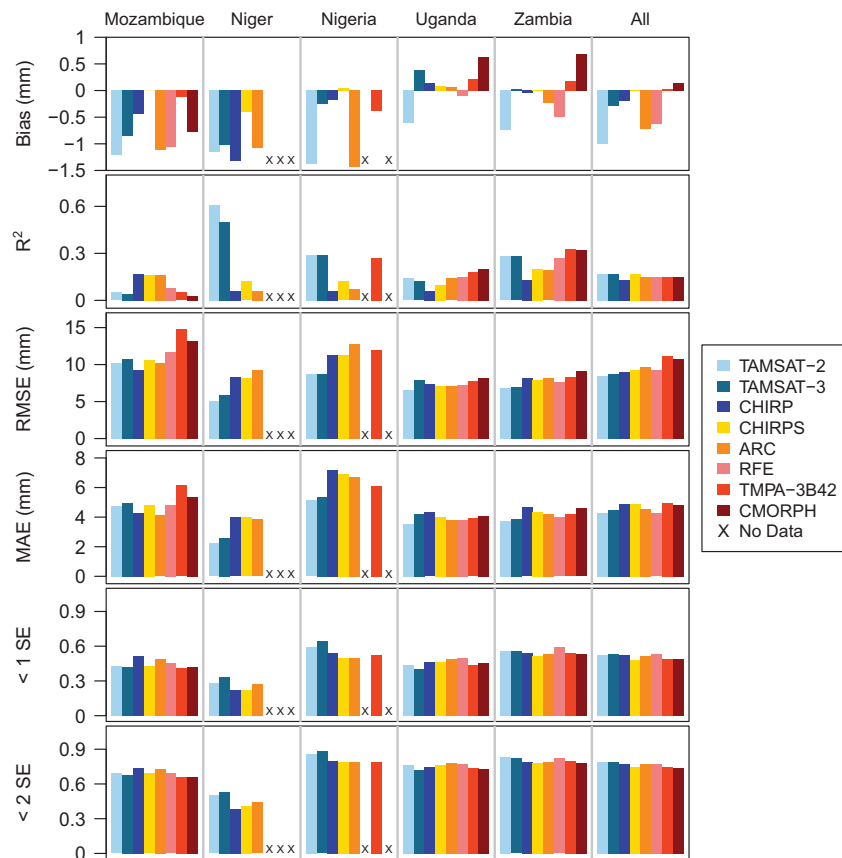 Mozambique Niger Nigeria Uganda Zambia All
Bias (mm)
1
0.5
0
−0.5
−1
−1.5
x x x
x x
R²
0.6
0.3
0
x x x
x x
RMSE (mm)
15
10
5
0
x x x
x x
MAE (mm)
8
6
4
2
0
x x x
x x
< 1 SE
0.9
0.6
0.3
0
x x x
x x
< 2 SE
0.9
0.6
0.3
0
x x x
x x
TAMSAT−2
TAMSAT−3
CHIRP
CHIRPS
ARC
RFE
TMPA−3B42
CMORPH
X No Data